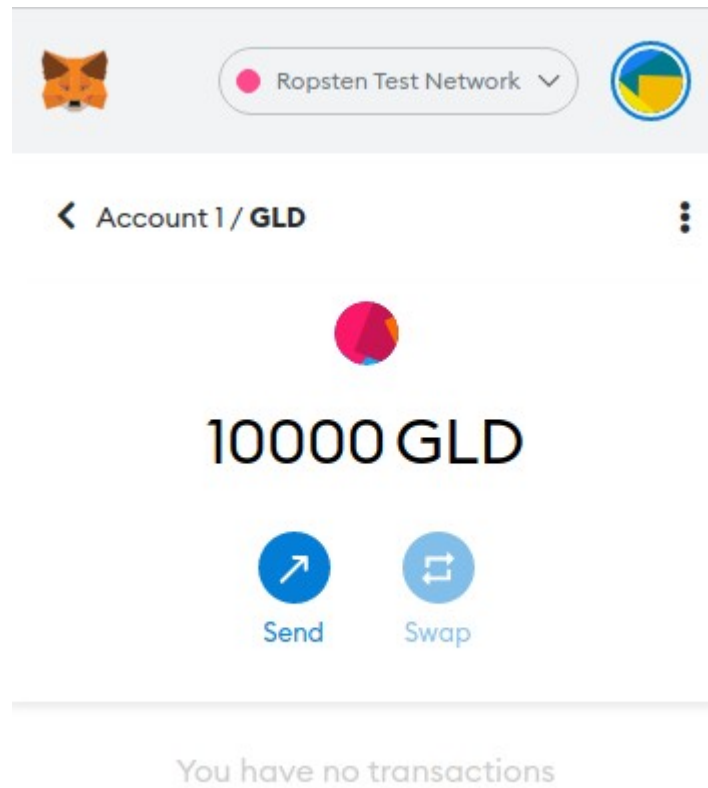 Ropsten Test Network
Account 1 / GLD
10000 GLD
Send
Swap
You have no transactions